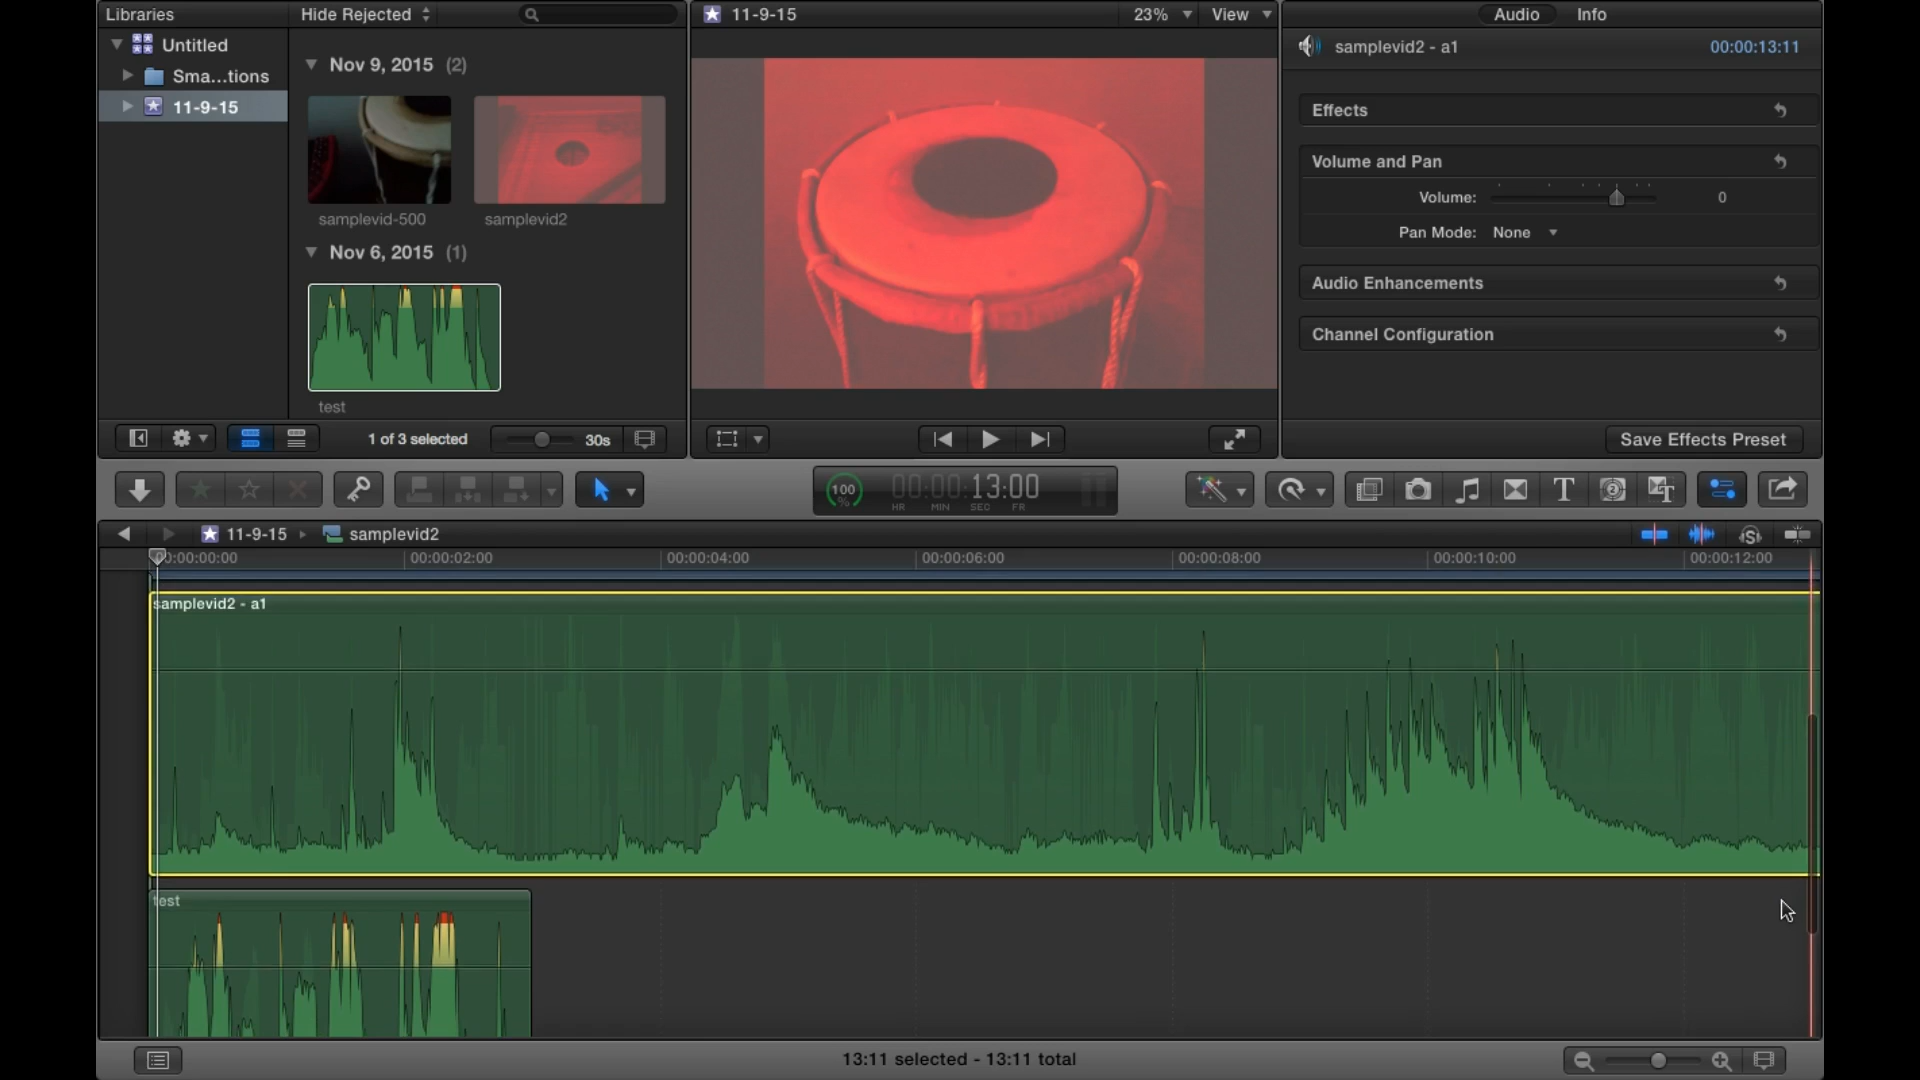 Libraries
Hide Rejected
11-9-15
23%
View
Audio
Info
Untitled
Sma...tions
11-9-15
Nov 9, 2015 (2)
samplevid-500
samplevid2
Nov 6, 2015 (1)
test
samplevid2 - a1
00:00:13:11
Effects
Volume and Pan
Volume:
0
Pan Mode: None
Audio Enhancements
Channel Configuration
1 of 3 selected
30s
Save Effects Preset
100
%
00:00:13:00
HR MIN SEC FR
T
11-9-15
samplevid2
S
00:00:00:00
00:00:02:00
00:00:04:00
00:00:06:00
00:00:08:00
00:00:10:00
00:00:12:00
samplevid2 - a1
test
13:11 selected - 13:11 total